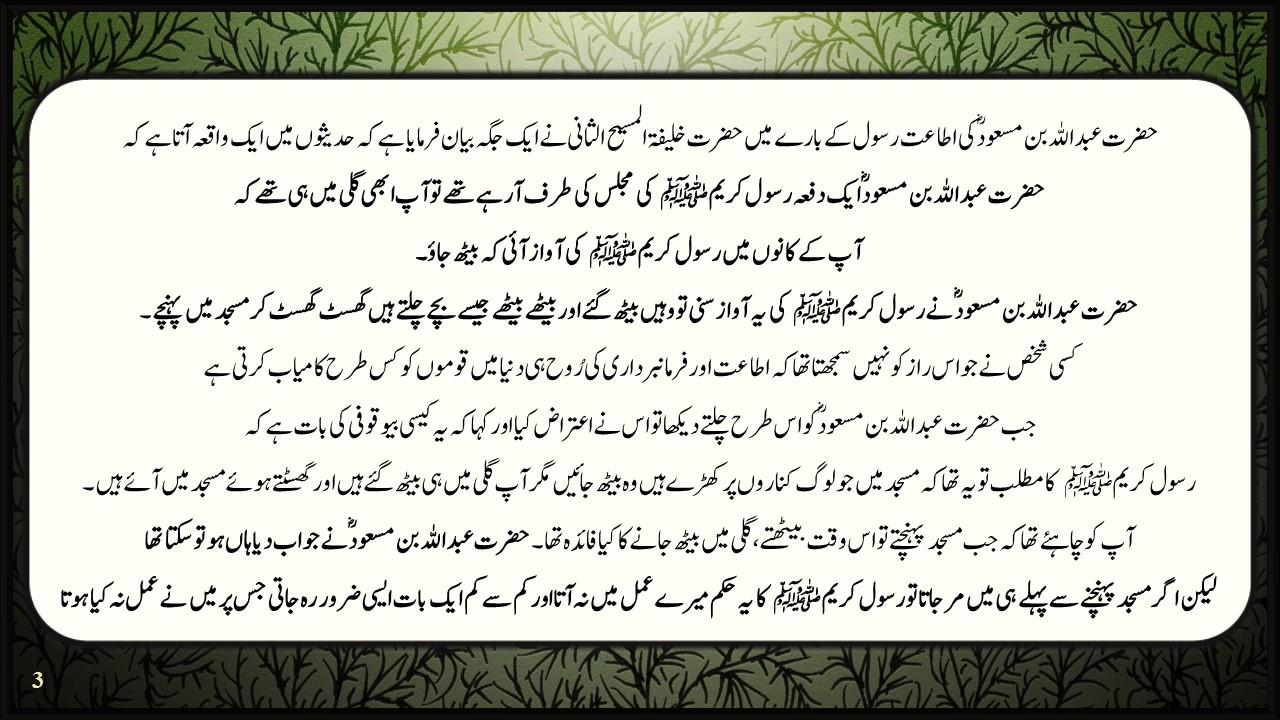 حضرت عبداللہ بن مسعودؓ کی اطاعت رسول کے بارے میں حضرت خلیفۃ المسیح الثانی نے ایک جگہ بیان فرمایا ہے کہ حدیثوں میں ایک واقعہ آتا ہے کہ
حضرت عبداللہ بن مسعودؓ ایک دفعہ رسول کریم ﷺ کی مجلس کی طرف آرہے تھے تو آپ ابھی گلی میں ہی تھے کہ
آپ کے کانوں میں رسول کریم ﷺ کی آواز آئی کہ بیٹھ جاؤ۔
حضرت عبداللہ بن مسعودؓ نے رسول کریم ﷺ کی یہ آواز سنی تو وہیں بیٹھ گئے اور بیٹھے بیٹھے جیسے بچے چلتے ہیں گھسٹ گھسٹ کر مسجد میں پہنچے۔
کسی شخص نے جو اس راز کو نہیں سمجھتا تھا کہ اطاعت اور فرمانبرداری کی رُوح ہی دنیا میں قوموں کو کس طرح کامیاب کرتی ہے
جب حضرت عبداللہ بن مسعودؓ کو اس طرح چلتے دیکھا تو اس نے اعتراض کیا اور کہا کہ یہ کیسی بیوقوفی کی بات ہے کہ
رسول کریم ﷺ کا مطلب تو یہ تھا کہ مسجد میں جو لوگ کناروں پر کھڑے ہیں وہ بیٹھ جائیں مگر آپ گلی میں ہی بیٹھ گئے ہیں اور گھسٹتے ہوئے مسجد میں آئے ہیں۔
آپ کو چاہئے تھا کہ جب مسجد پہنچتے تو اس وقت بیٹھتے، گلی میں بیٹھ جانے کا کیا فائدہ تھا۔ حضرت عبداللہ بن مسعودؓ نے جواب دیا ہاں ہو تو سکتا تھا
لیکن اگر مسجد پہنچنے سے پہلے ہی میں مر جاتا تو رسول کریم ﷺ کا یہ حکم میرے عمل میں نہ آتا اور کم سے کم ایک بات ایسی ضرور رہ جاتی جس پر میں نے عمل نہ کیا ہوتا
3